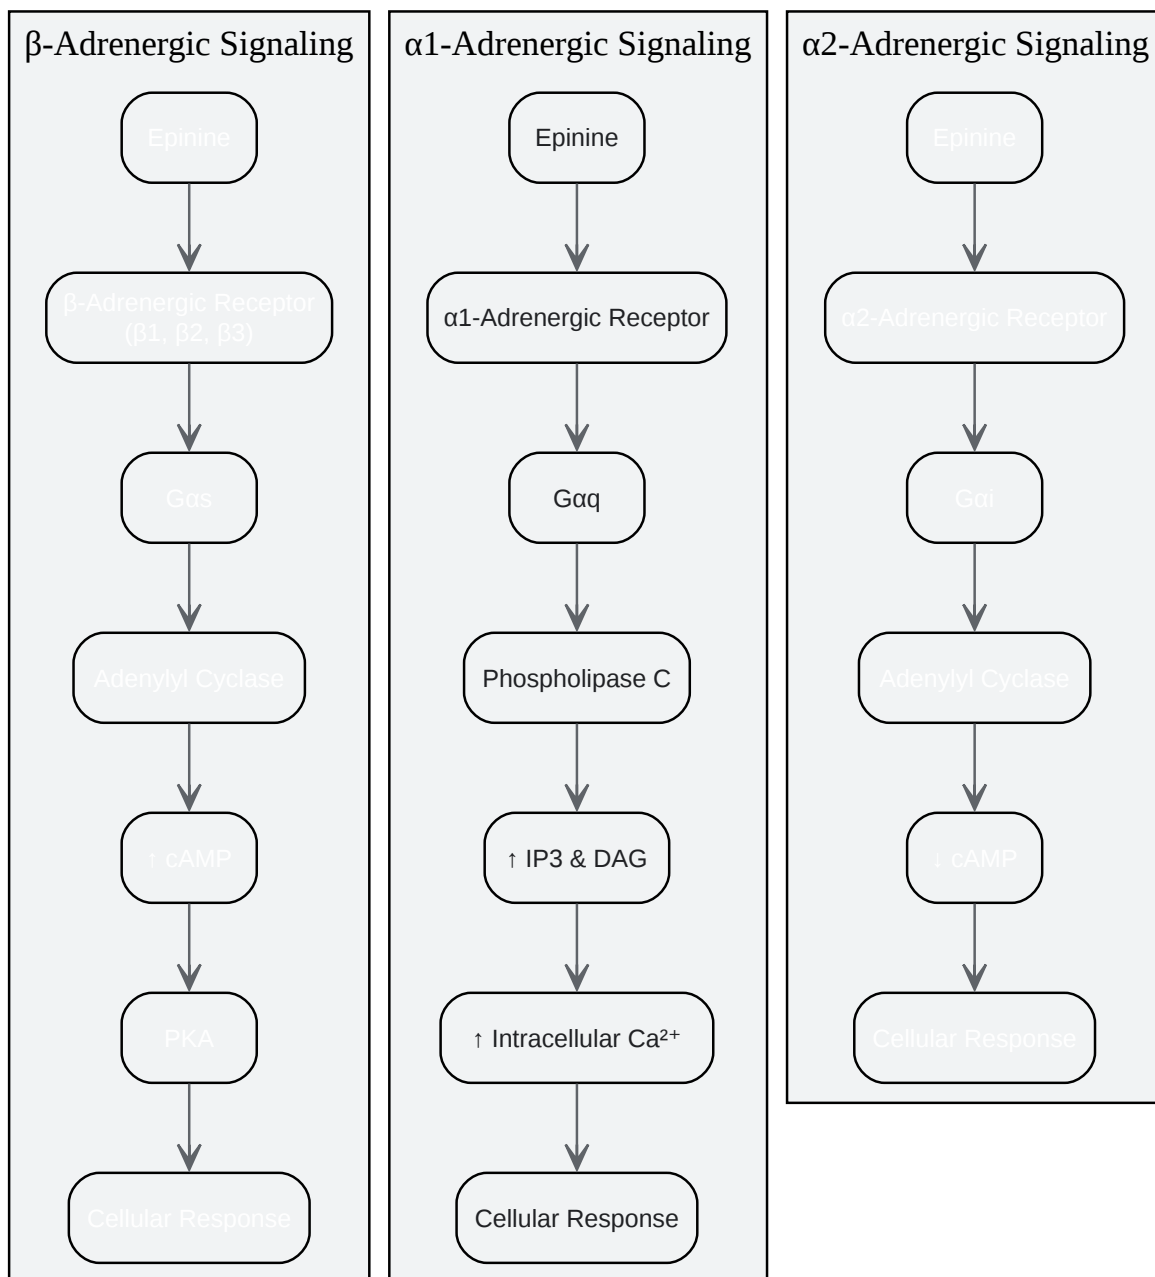 β-Adrenergic Signaling
Epinine
β-Adrenergic Receptor
(β1, β2, β3)
Gαs
Adenylyl Cyclase
↑ cAMP
PKA
Cellular Response
α1-Adrenergic Signaling
Epinine
α1-Adrenergic Receptor
Gαq
Phospholipase C
↑ IP3 & DAG
↑ Intracellular Ca²⁺
Cellular Response
α2-Adrenergic Signaling
Epinine
α2-Adrenergic Receptor
Gαi
Adenylyl Cyclase
↓ cAMP
Cellular Response